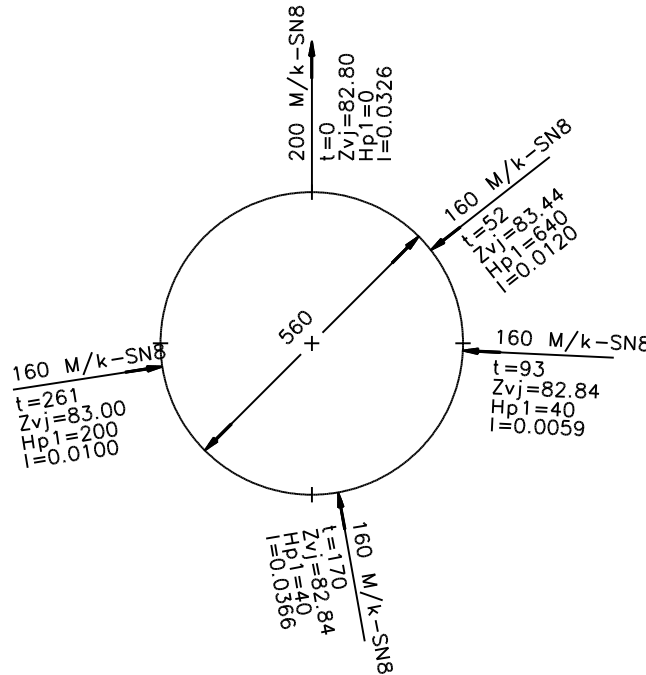 200 M/k-SN8
t=0
Zvj=82.80
Hp1=0
I=0.0326
160 M/k-SN8
t=52
Zvj=83.44
Hp1=640
I=0.0120
560
160 M/k-SN8
t=93
Zvj=82.84
Hp1=40
I=0.0059
160 M/k-SN8
t=261
Zvj=83.00
Hp1=200
I=0.0100
160 M/k-SN8
t=170
Zvj=82.84
Hp1=40
I=0.0366